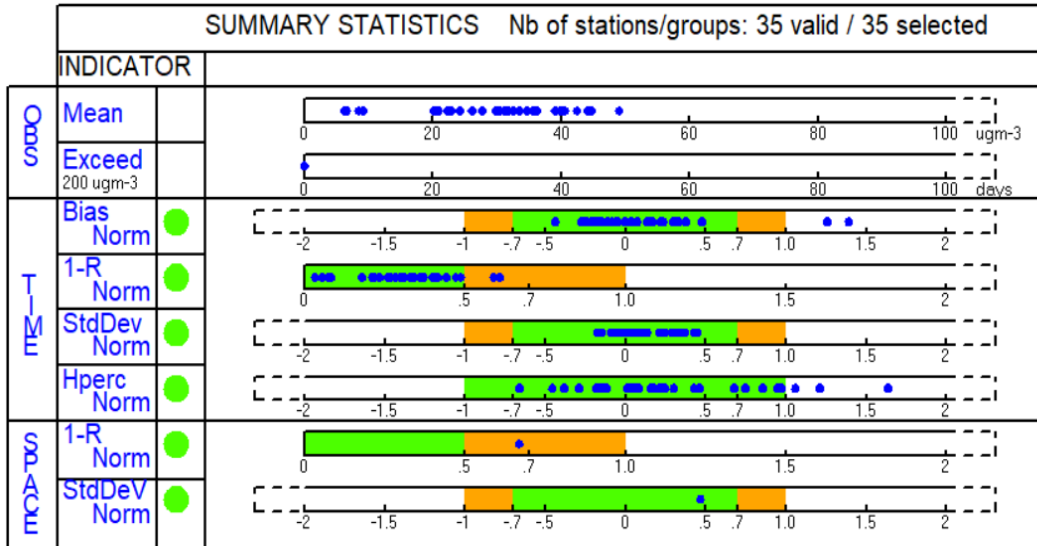 SUMMARY STATISTICS Nb of stations/groups: 35 valid / 35 selected
INDICATOR
OBS
Mean
0 20 40 60 80 100 ugm-3
Exceed
200 ugm-3
0 20 40 60 80 100 days
TIME
Bias
Norm
-2 -1.5 -1 -.7 -.5 0 .5 .7 1.0 1.5 2
1-R
Norm
0 .5 .7 1.0 1.5 2
StdDev
Norm
-2 -1.5 -1 -.7 -.5 0 .5 .7 1.0 1.5 2
Hperc
Norm
-2 -1.5 -1 -.7 -.5 0 .5 .7 1.0 1.5 2
SPACE
1-R
Norm
0 .5 .7 1.0 1.5 2
StdDeV
Norm
-2 -1.5 -1 -.7 -.5 0 .5 .7 1.0 1.5 2